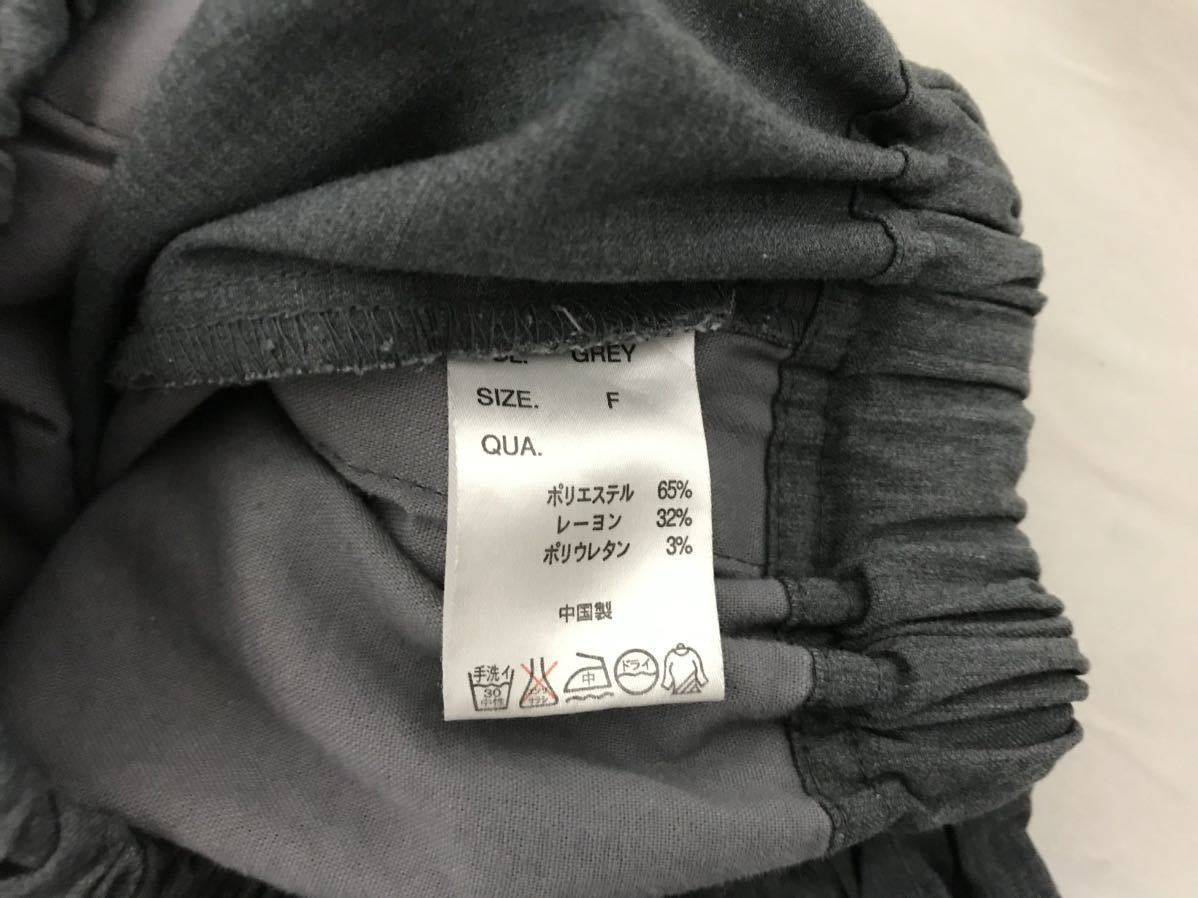 GREY
SIZE. F
QUA.
ポリエステル 65%
レーヨン 32%
ポリウレタン 3%
中国製
手洗イ 中 ドライ
30